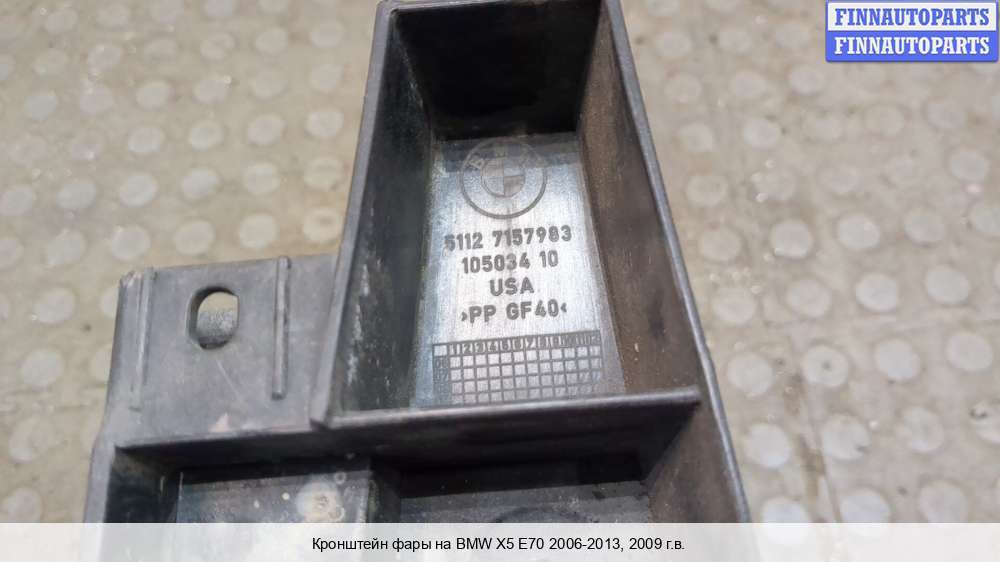 FINNAUTOPARTS
FINNAUTOPARTS
5112 7157983
105034 10
USA
>PP GF40<
Кронштейн фары на BMW X5 E70 2006-2013, 2009 г.в.